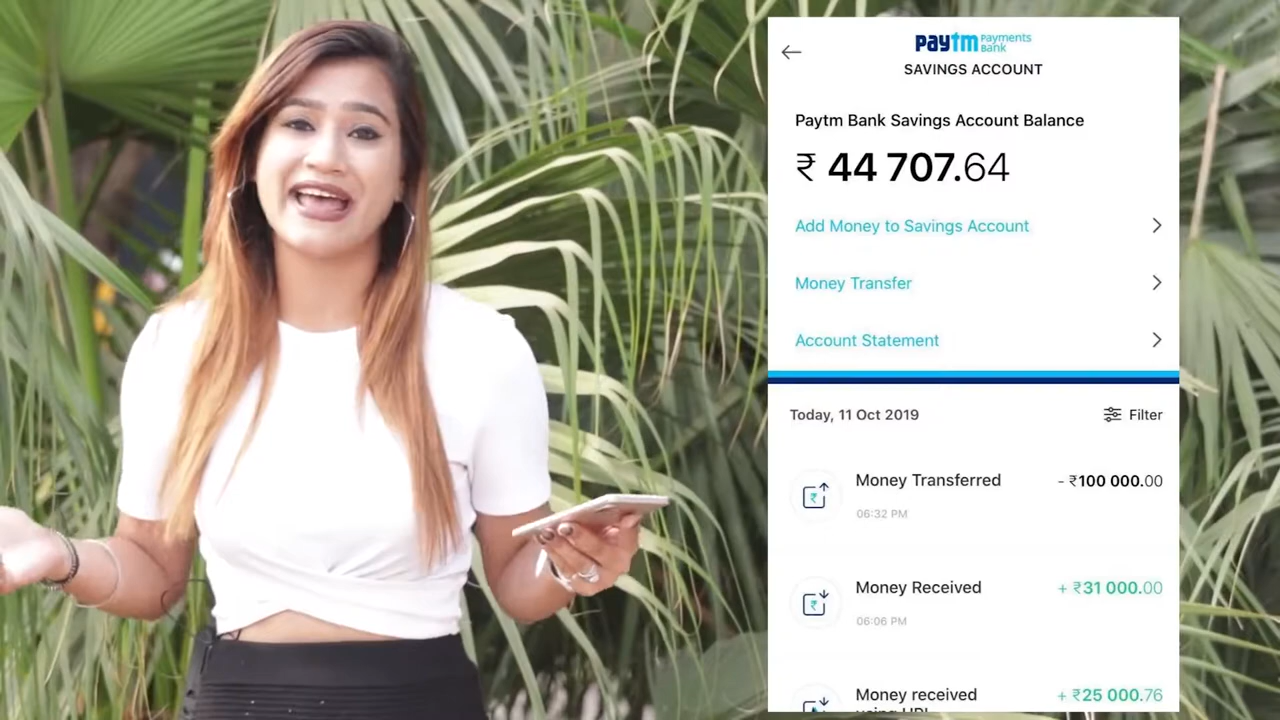 paytm Payments Bank
SAVINGS ACCOUNT
Paytm Bank Savings Account Balance
₹ 44 707.64
Add Money to Savings Account
Money Transfer
Account Statement
Today, 11 Oct 2019
Filter
Money Transferred - ₹100 000.00
06:32 PM
Money Received + ₹31 000.00
06:06 PM
Money received + ₹25 000.76
using UPI